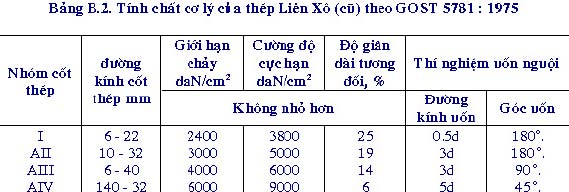 Bảng B.2. Tính chất cơ lý của thép Liên Xô (cũ) theo GOST 5781 : 1975
Nhóm cốt thép | đường kính cốt thép mm | Giới hạn chảy daN/cm² | Cường độ cực hạn daN/cm² | Độ giãn dài tương đối, % | Thí nghiệm uốn nguội
Không nhỏ hơn | Đường kính uốn | Góc uốn
I | 6 - 22 | 2400 | 3800 | 25 | 0.5d | 180°.
AII | 10 - 32 | 3000 | 5000 | 19 | 3d | 180°.
AIII | 6 - 40 | 4000 | 6000 | 14 | 3d | 90°.
AIV | 140 - 32 | 6000 | 9000 | 6 | 5d | 45°.